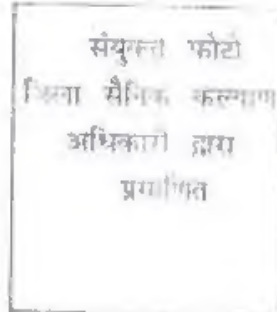 संयुक्त फोटो
जिला सैनिक कल्याण
अधिकारी द्वारा
प्रमाणित